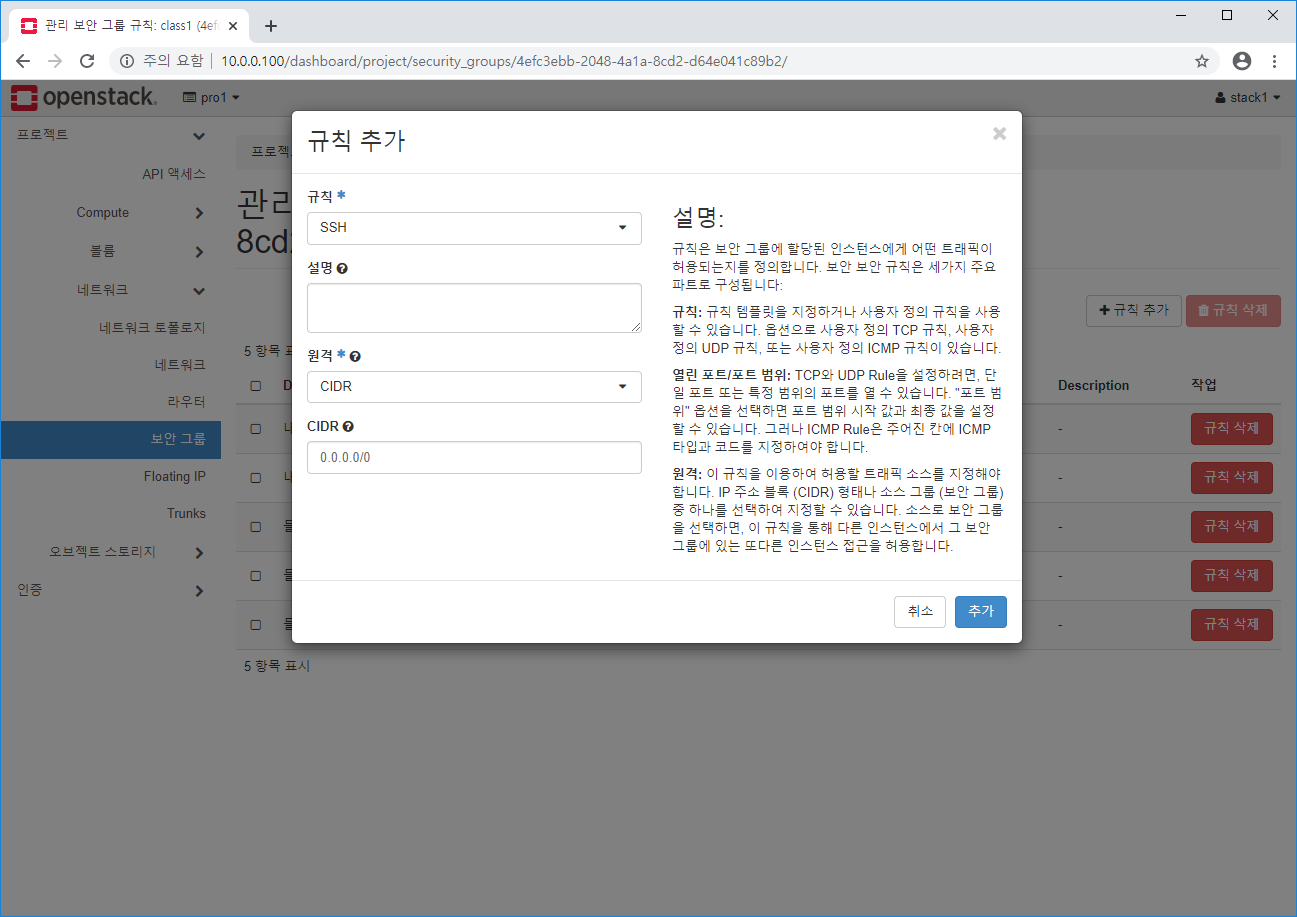 관리 보안 그룹 규칙: class1 (4efc
주의 요함
10.0.0.100/dashboard/project/security_groups/4efc3ebb-2048-4a1a-8cd2-d64e041c89b2/
openstack.
pro1
stack1
프로젝트
API 액세스
Compute
볼륨
네트워크
네트워크 토폴로지
네트워크
라우터
보안 그룹
Floating IP
Trunks
오브젝트 스토리지
인증
프로젝
관리
8cd2
규칙 추가
규칙 삭제
5 항목
Description
작업
-
규칙 삭제
-
규칙 삭제
-
규칙 삭제
-
규칙 삭제
-
규칙 삭제
5 항목 표시
규칙 추가
규칙 *
SSH
설명
원격 *
CIDR
CIDR
0.0.0.0/0
설명:
규칙은 보안 그룹에 할당된 인스턴스에게 어떤 트래픽이
허용되는지를 정의합니다. 보안 보안 규칙은 세가지 주요
파트로 구성됩니다:
규칙: 규칙 템플릿을 지정하거나 사용자 정의 규칙을 사용
할 수 있습니다. 옵션으로 사용자 정의 TCP 규칙, 사용자
정의 UDP 규칙, 또는 사용자 정의 ICMP 규칙이 있습니다.
열린 포트/포트 범위: TCP와 UDP Rule을 설정하려면, 단
일 포트 또는 특정 범위의 포트를 열 수 있습니다. "포트 범
위" 옵션을 선택하면 포트 범위 시작 값과 최종 값을 설정
할 수 있습니다. 그러나 ICMP Rule은 주어진 칸에 ICMP
타입과 코드를 지정하여야 합니다.
원격: 이 규칙을 이용하여 허용할 트래픽 소스를 지정해야
합니다. IP 주소 블록 (CIDR) 형태나 소스 그룹 (보안 그룹)
중 하나를 선택하여 지정할 수 있습니다. 소스로 보안 그룹
을 선택하면, 이 규칙을 통해 다른 인스턴스에서 그 보안
그룹에 있는 또다른 인스턴스 접근을 허용합니다.
취소
추가